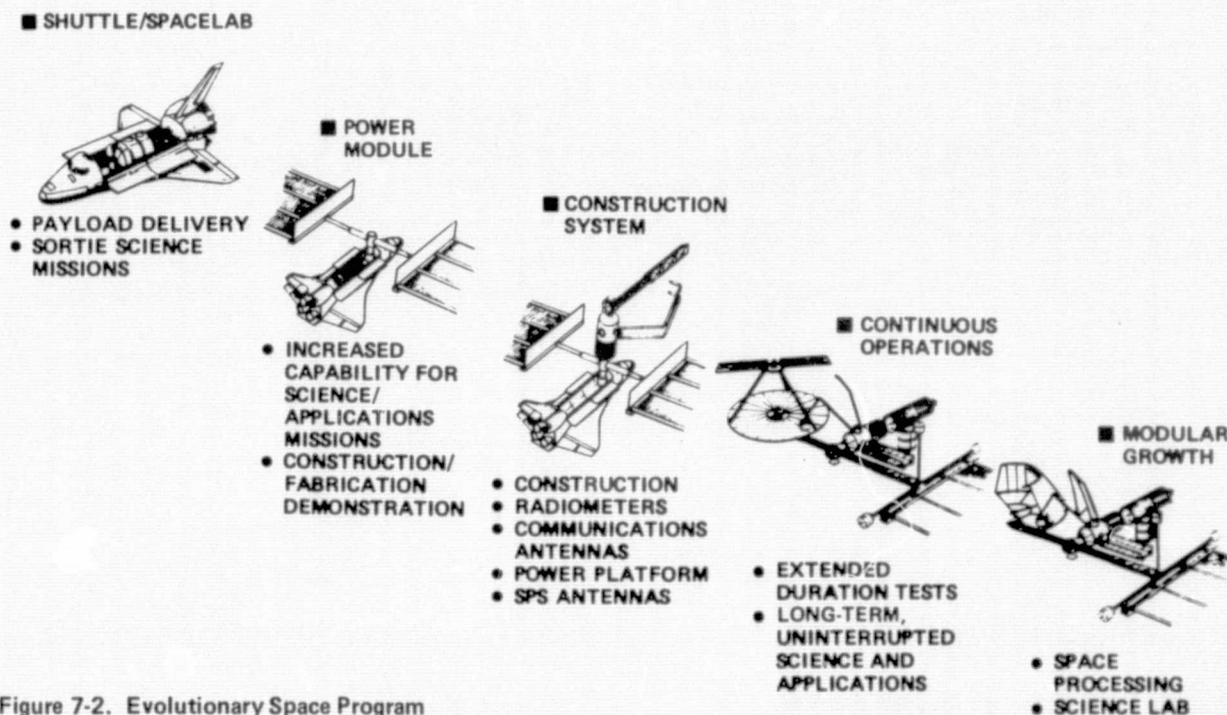 ■ SHUTTLE/SPACELAB
• PAYLOAD DELIVERY
• SORTIE SCIENCE
MISSIONS
■ POWER
MODULE
• INCREASED
CAPABILITY FOR
SCIENCE/
APPLICATIONS
MISSIONS
• CONSTRUCTION/
FABRICATION
DEMONSTRATION
■ CONSTRUCTION
SYSTEM
• CONSTRUCTION
• RADIOMETERS
• COMMUNICATIONS
ANTENNAS
• POWER PLATFORM
• SPS ANTENNAS
■ CONTINUOUS
OPERATIONS
• EXTENDED
DURATION TESTS
• LONG-TERM,
UNINTERRUPTED
SCIENCE AND
APPLICATIONS
■ MODULAR
GROWTH
• SPACE
PROCESSING
• SCIENCE LAB
Figure 7-2. Evolutionary Space Program